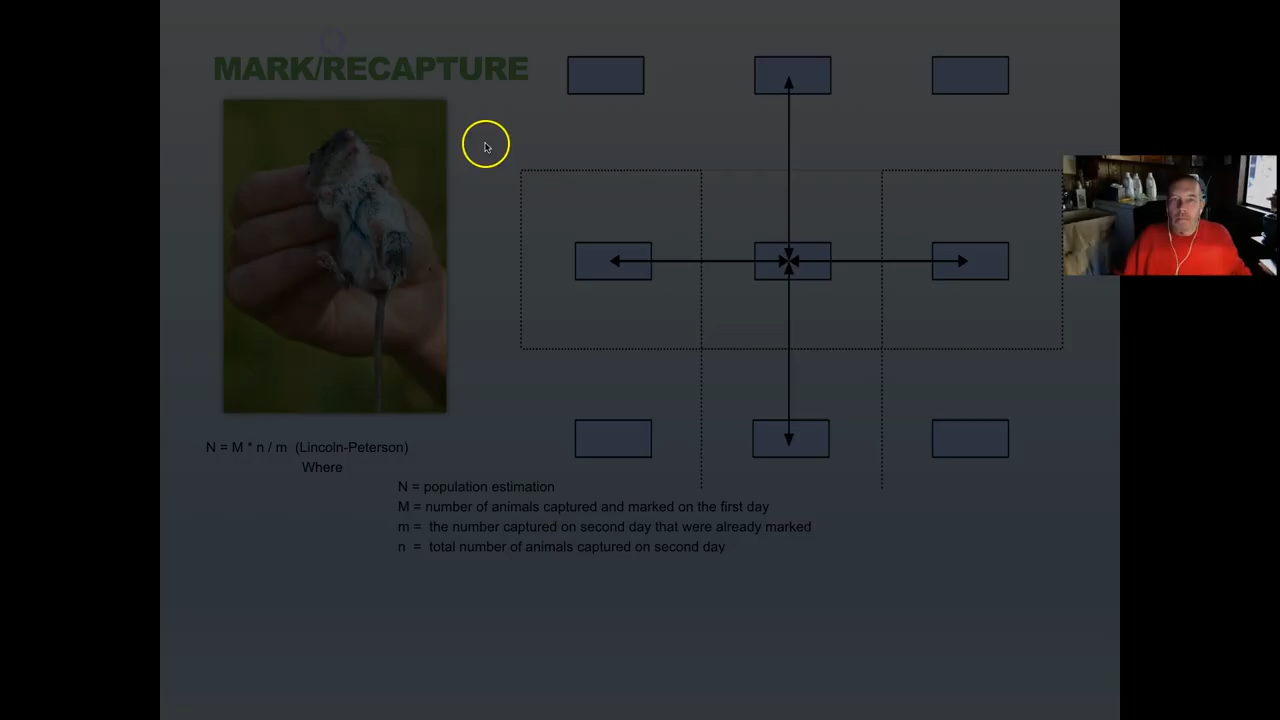 MARK/RECAPTURE
N = M * n / m (Lincoln-Peterson)
Where
N = population estimation
M = number of animals captured and marked on the first day
m = the number captured on second day that were already marked
n = total number of animals captured on second day